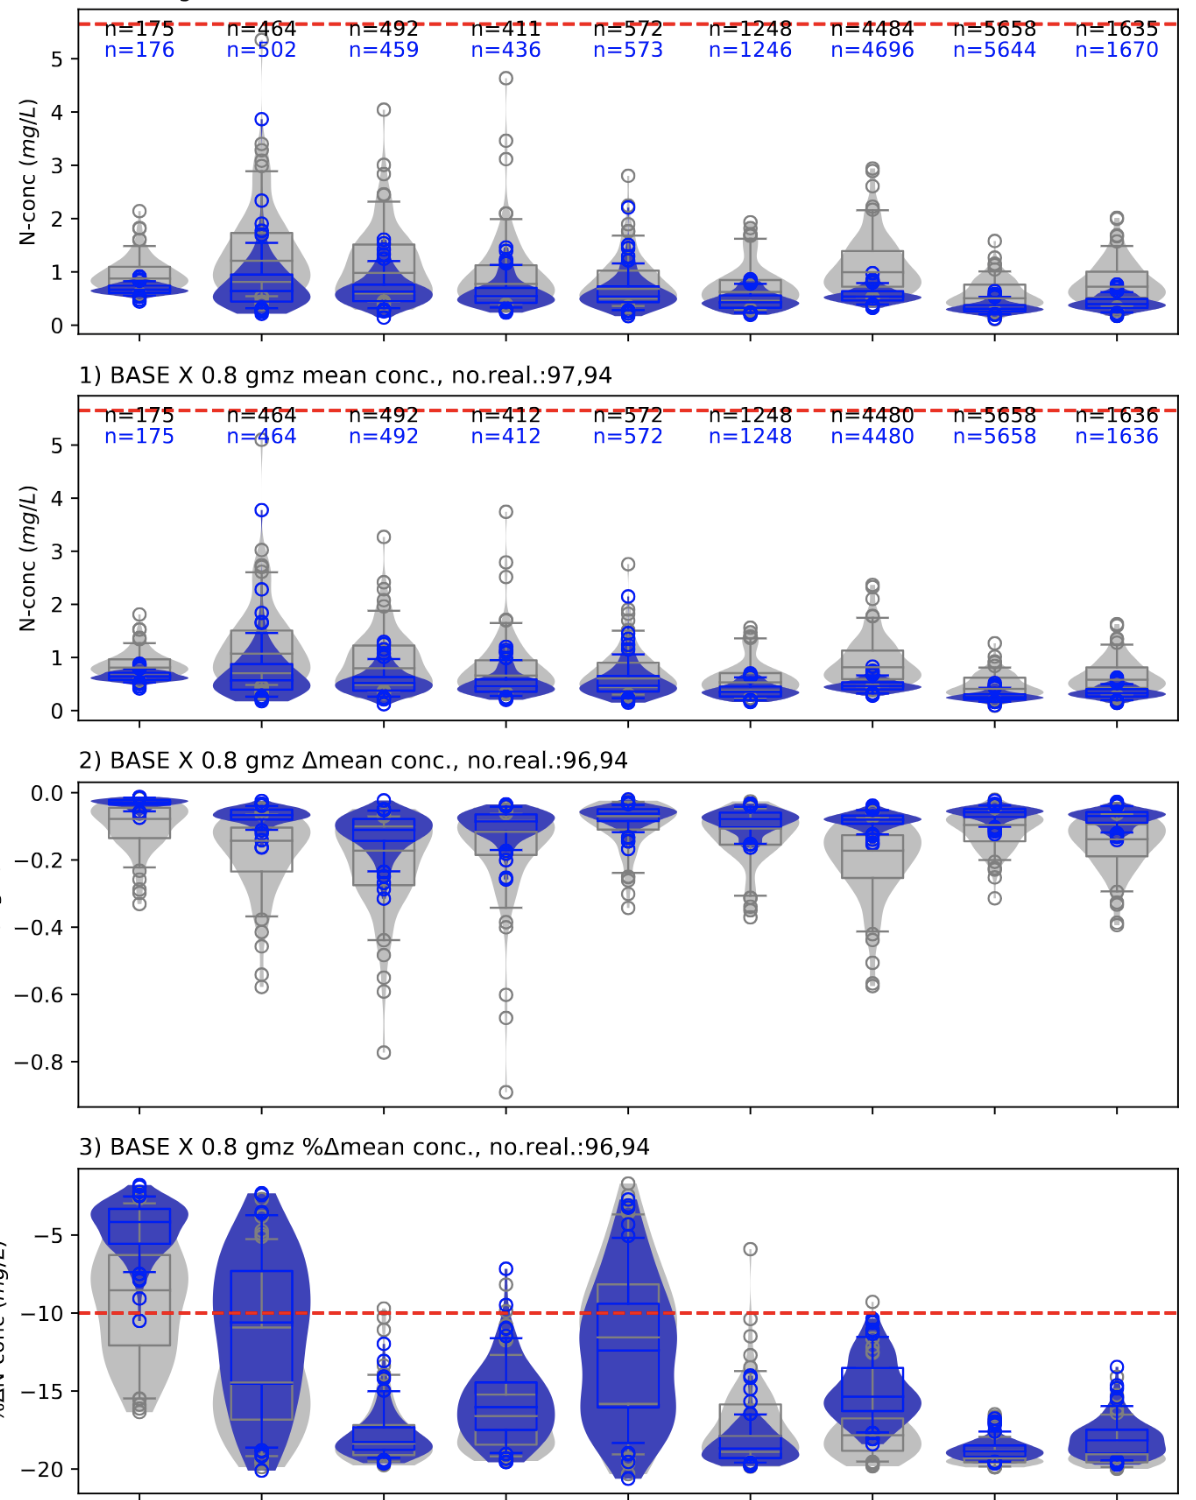 n=175 n=464 n=492 n=411 n=572 n=1248 n=4484 n=5658 n=1635
n=176 n=502 n=459 n=436 n=573 n=1246 n=4696 n=5644 n=1670
N-conc (mg/L)
5
4
3
2
1
0
1) BASE X 0.8 gmz mean conc., no.real.:97,94
n=175 n=464 n=492 n=412 n=572 n=1248 n=4480 n=5658 n=1636
n=175 n=464 n=492 n=412 n=572 n=1248 n=4480 n=5658 n=1636
N-conc (mg/L)
5
4
3
2
1
0
2) BASE X 0.8 gmz Δmean conc., no.real.:96,94
0.0
−0.2
−0.4
−0.6
−0.8
3) BASE X 0.8 gmz %Δmean conc., no.real.:96,94
%ΔN-conc (mg/L)
−5
−10
−15
−20